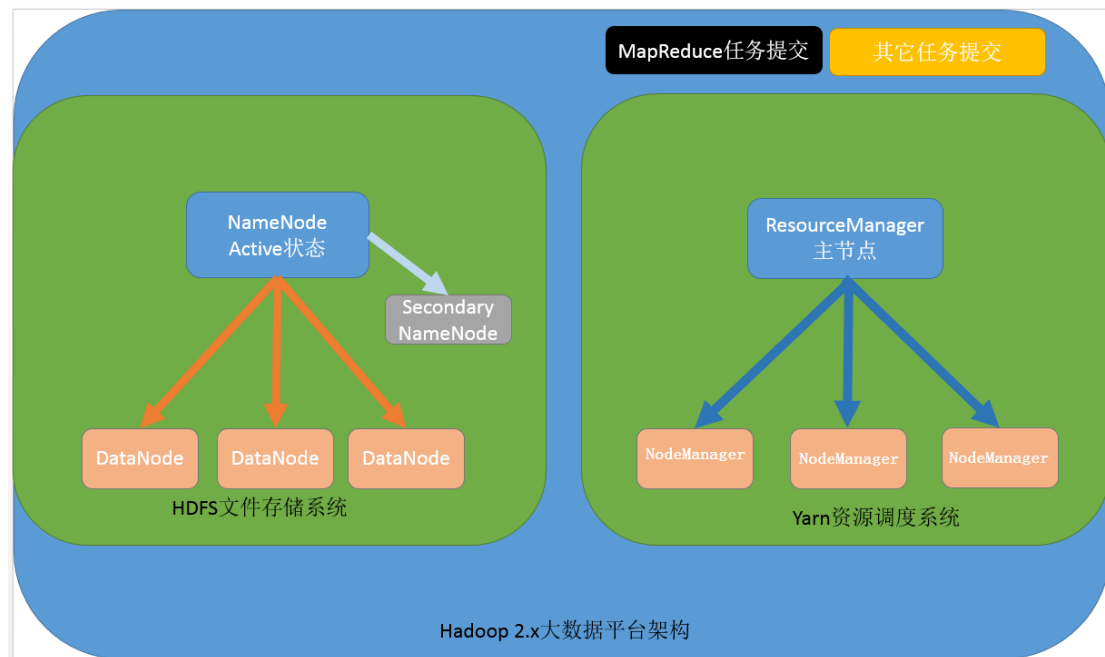 MapReduce任务提交
其它任务提交
NameNode
Active状态
Secondary
NameNode
DataNode
DataNode
DataNode
HDFS文件存储系统
ResourceManager
主节点
NodeManager
NodeManager
NodeManager
Yarn资源调度系统
Hadoop 2.x大数据平台架构